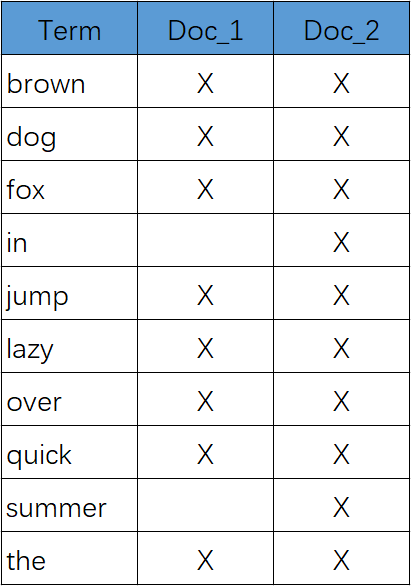 Term Doc_1 Doc_2
brown X X
dog X X
fox X X
in X
jump X X
lazy X X
over X X
quick X X
summer X
the X X